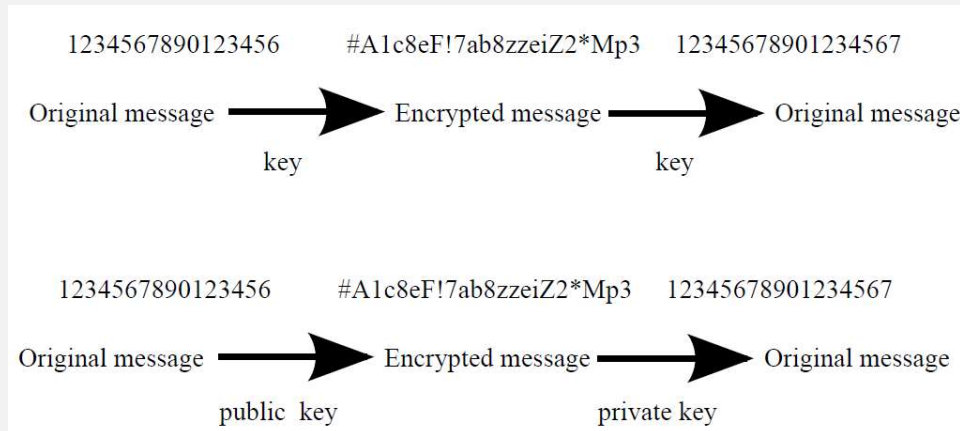 1234567890123456 #A1c8eF!7ab8zzeiZ2*Mp3 12345678901234567
Original message Encrypted message Original message
key key
1234567890123456 #A1c8eF!7ab8zzeiZ2*Mp3 12345678901234567
Original message Encrypted message Original message
public key private key